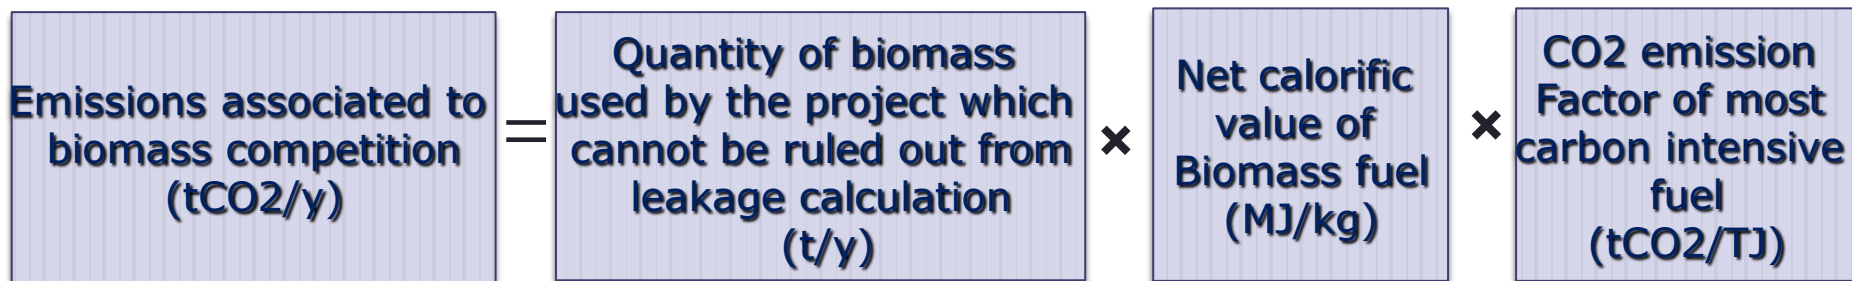 Emissions associated to
biomass competition
(tCO2/y)
=
Quantity of biomass
used by the project which
cannot be ruled out from
leakage calculation
(t/y)
×
Net calorific
value of
Biomass fuel
(MJ/kg)
×
CO2 emission
Factor of most
carbon intensive
fuel
(tCO2/TJ)